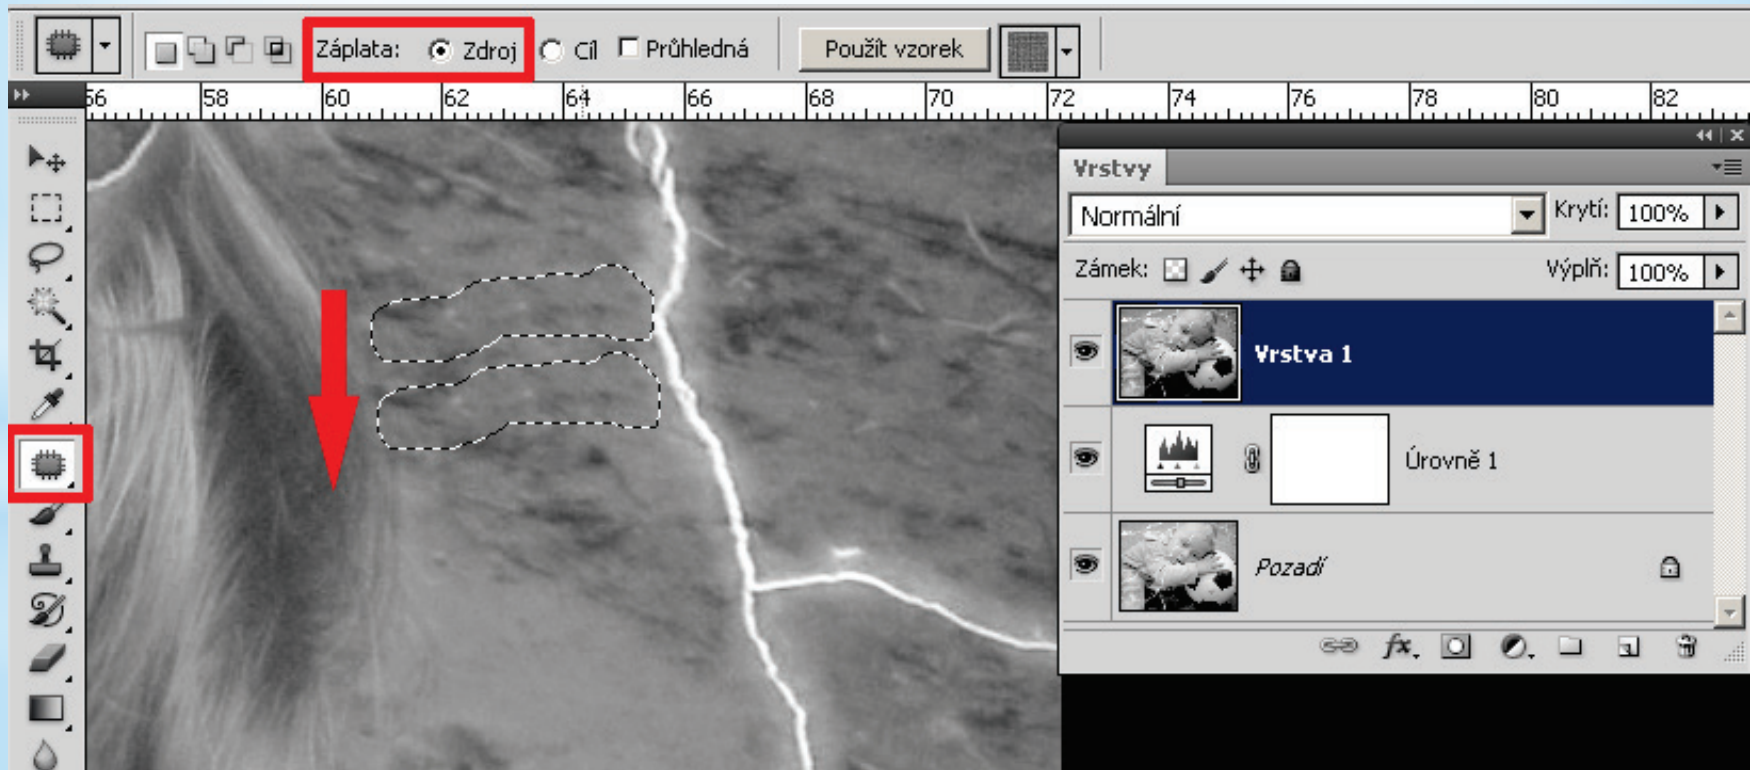 Záplata: Zdroj Cíl Průhledná Použít vzorek
56 58 60 62 64 66 68 70 72 74 76 78 80 82
Vrstvy
Normální Krytí: 100%
Zámek: Výplň: 100%
Vrstva 1
Úrovně 1
Pozadí
fx.